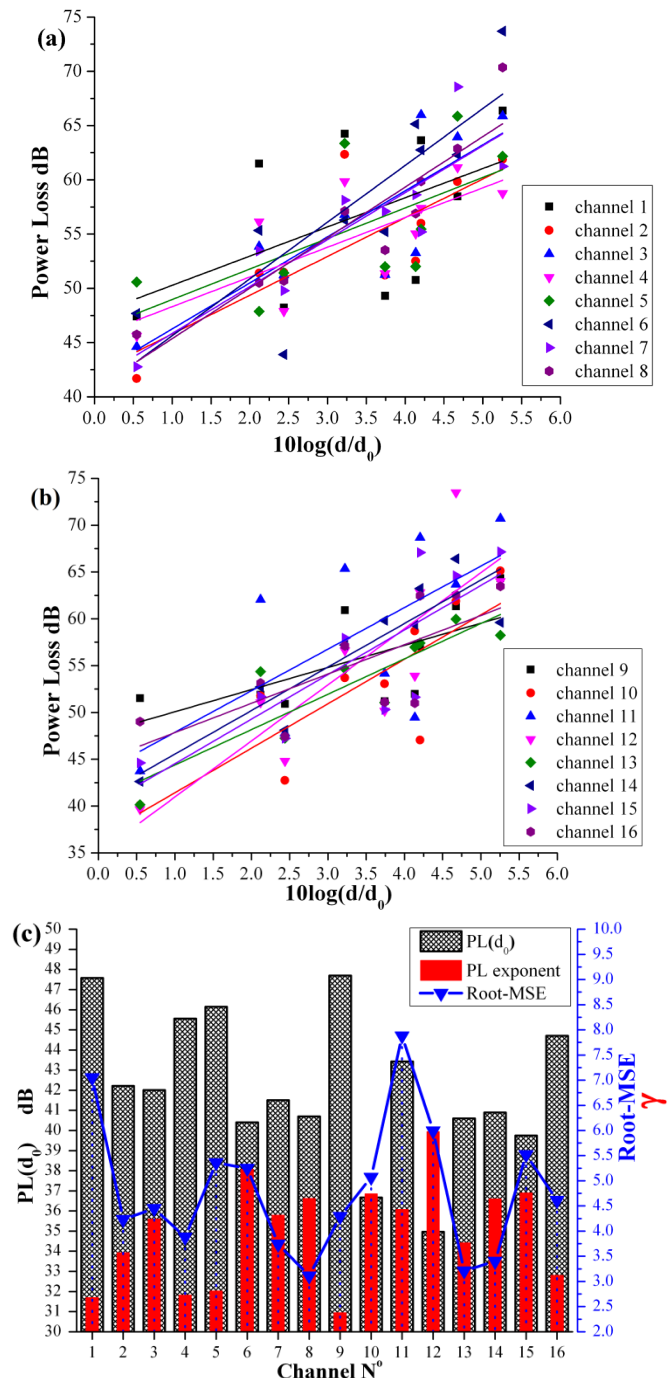 (a)
75
70
65
60
55
50
45
40
Power Loss dB
channel 1
channel 2
channel 3
channel 4
channel 5
channel 6
channel 7
channel 8
0.0 0.5 1.0 1.5 2.0 2.5 3.0 3.5 4.0 4.5 5.0 5.5 6.0
10log(d/d₀)
(b)
75
70
65
60
55
50
45
40
35
Power Loss dB
channel 9
channel 10
channel 11
channel 12
channel 13
channel 14
channel 15
channel 16
0.0 0.5 1.0 1.5 2.0 2.5 3.0 3.5 4.0 4.5 5.0 5.5 6.0
10log(d/d₀)
(c)
50
49
48
47
46
45
44
43
42
41
40
39
38
37
36
35
34
33
32
31
30
PL(d₀) dB
PL(d₀)
PL exponent
Root-MSE
10.0
9.5
9.0
8.5
8.0
7.5
7.0
6.5
6.0
5.5
5.0
4.5
4.0
3.5
3.0
2.5
2.0
Root-MSE
γ
1 2 3 4 5 6 7 8 9 10 11 12 13 14 15 16
Channel Nº